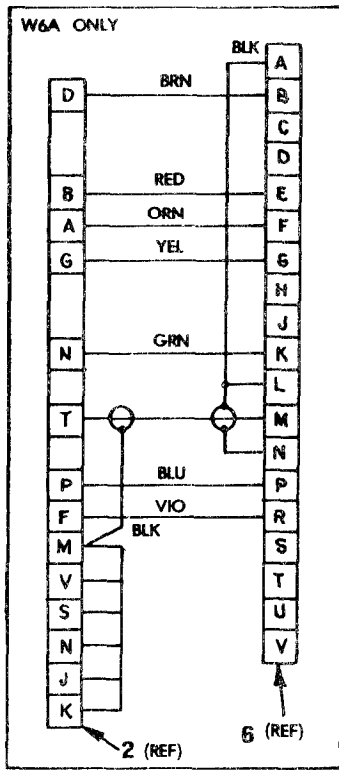 W6A ONLY
BLK
A
D BRN B
C
D
B RED E
A ORN F
G YEL G
H
J
N GRN K
L
T M
N
P BLU P
F VIO R
BLK
M S
V T
S U
N V
J
K
2 (REF)
6 (REF)